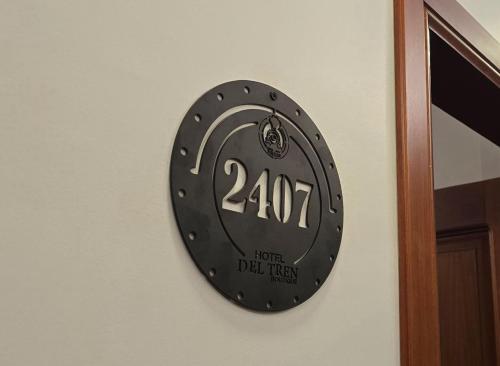 2407
HOTEL
DEL TREN
BOUTIQUE